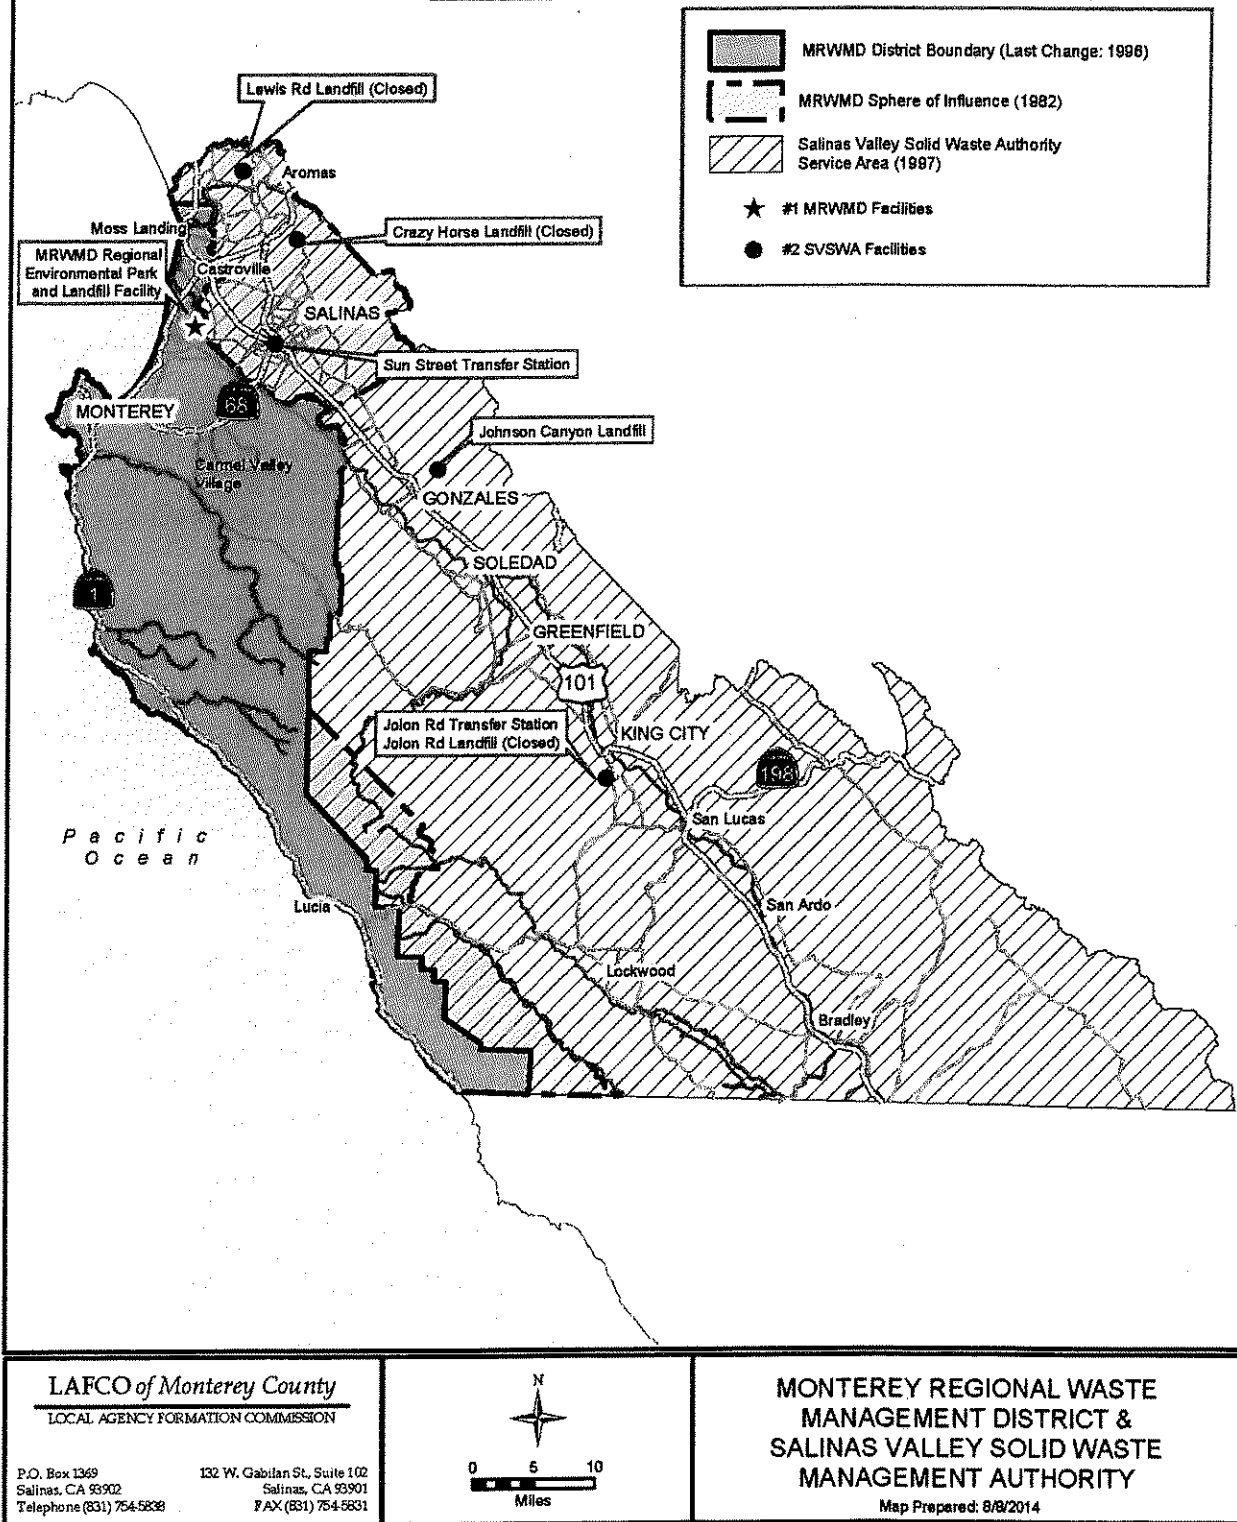 MRWMD District Boundary (Last Change: 1996)
MRWMD Sphere of Influence (1982)
Salinas Valley Solid Waste Authority
Service Area (1997)
#1 MRWMD Facilities
#2 SVSWA Facilities
Lewis Rd Landfill (Closed)
Aromas
Moss Landing
Crazy Horse Landfill (Closed)
MRWMD Regional
Environmental Park
and Landfill Facility
Castroville
SALINAS
Sun Street Transfer Station
MONTEREY
68
Johnson Canyon Landfill
Carmel Valley
Village
GONZALES
SOLEDAD
1
GREENFIELD
101
Jolon Rd Transfer Station
Jolon Rd Landfill (Closed)
KING CITY
198
San Lucas
Pacific
Ocean
Lucia
San Ardo
Lockwood
Bradley
LAFCO of Monterey County
LOCAL AGENCY FORMATION COMMISSION
P.O. Box 1369
Salinas, CA 93902
Telephone (831) 754-5838
132 W. Gabilan St., Suite 102
Salinas, CA 93901
FAX (831) 754-5831
N
0 5 10
Miles
MONTEREY REGIONAL WASTE
MANAGEMENT DISTRICT &
SALINAS VALLEY SOLID WASTE
MANAGEMENT AUTHORITY
Map Prepared: 8/8/2014